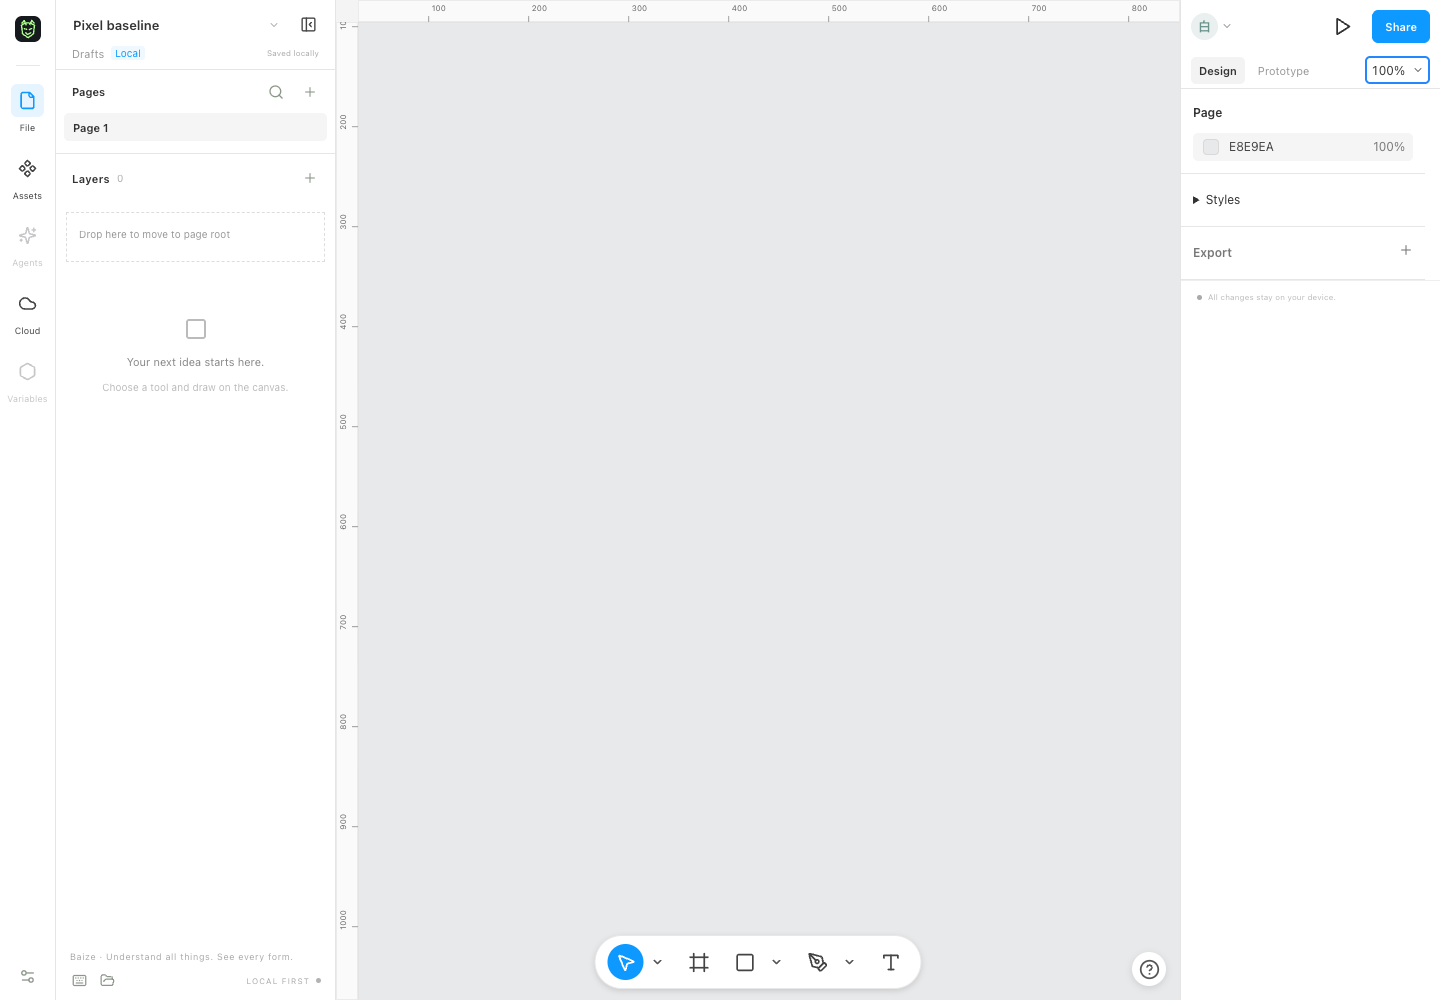 Pixel baseline
Drafts Local Saved locally
Pages
Page 1
Layers 0
Drop here to move to page root
Your next idea starts here.
Choose a tool and draw on the canvas.
File
Assets
Agents
Cloud
Variables
Baize · Understand all things. See every form.
LOCAL FIRST
100 200 300 400 500 600 700 800
10
200
300
400
500
600
700
800
900
1000
白
Share
Design Prototype 100%
Page
E8E9EA 100%
Styles
Export
All changes stay on your device.